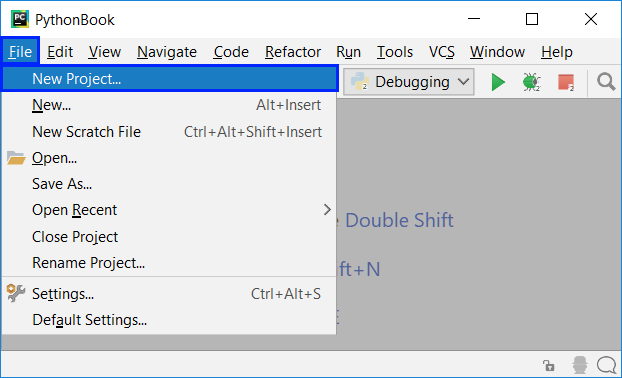 PC PythonBook
File Edit View Navigate Code Refactor Run Tools VCS Window Help
New Project... Debugging
New... Alt+Insert
New Scratch File Ctrl+Alt+Shift+Insert
Open...
Save As...
Open Recent Double Shift
Close Project
Rename Project... ft+N
Settings... Ctrl+Alt+S
Default Settings...